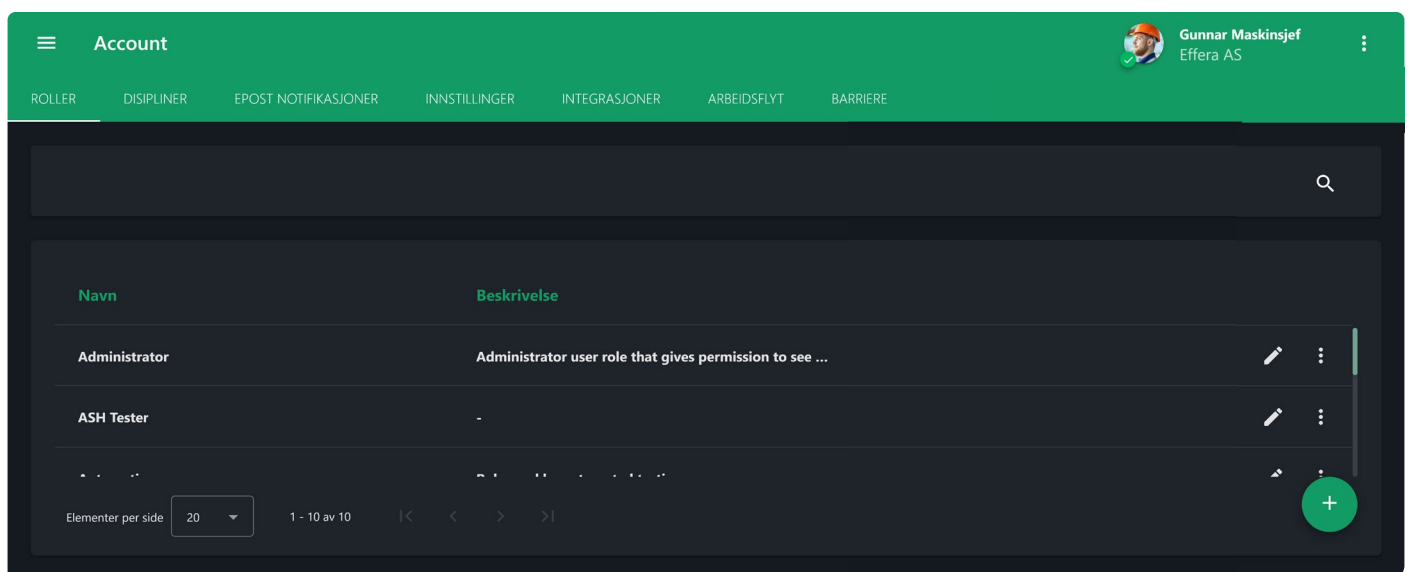 Account
Gunnar Maskinsjef
Effera AS
ROLLER DISIPLINER EPOST NOTIFIKASJONER INNSTILLINGER INTEGRASJONER ARBEIDSFLYT BARRIERE
Navn Beskrivelse
Administrator Administrator user role that gives permission to see ...
ASH Tester -
Elementer per side 20 1 - 10 av 10